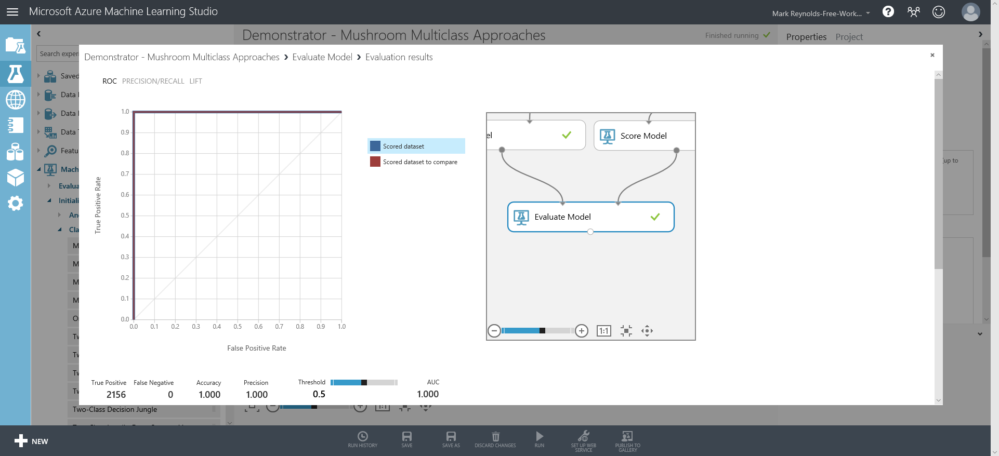 Microsoft Azure Machine Learning Studio
Mark Reynolds-Free-Work...
Demonstrator - Mushroom Multiclass Approaches
Finished running
Properties Project
Search exper
Demonstrator - Mushroom Multiclass Approaches › Evaluate Model › Evaluation results
Saved
Data
Data
Data T
Featu
Mach
Evalua
Initiali
Cla
M
M
M
M
Two-Class Decision Jungle
ROC PRECISION/RECALL LIFT
1.0
0.9
0.8
0.7
0.6
0.5
0.4
0.3
0.2
0.1
0.0
True Positive Rate
0.0 0.1 0.2 0.3 0.4 0.5 0.6 0.7 0.8 0.9 1.0
False Positive Rate
Scored dataset
Scored dataset to compare
el
Score Model
Evaluate Model
1:1
(up to
True Positive False Negative Accuracy Precision Threshold AUC
2156 0 1.000 1.000 0.5 1.000
NEW
RUN HISTORY
SAVE
SAVE AS
DISCARD CHANGES
RUN
SET UP WEB
SERVICE
PUBLISH TO
GALLERY